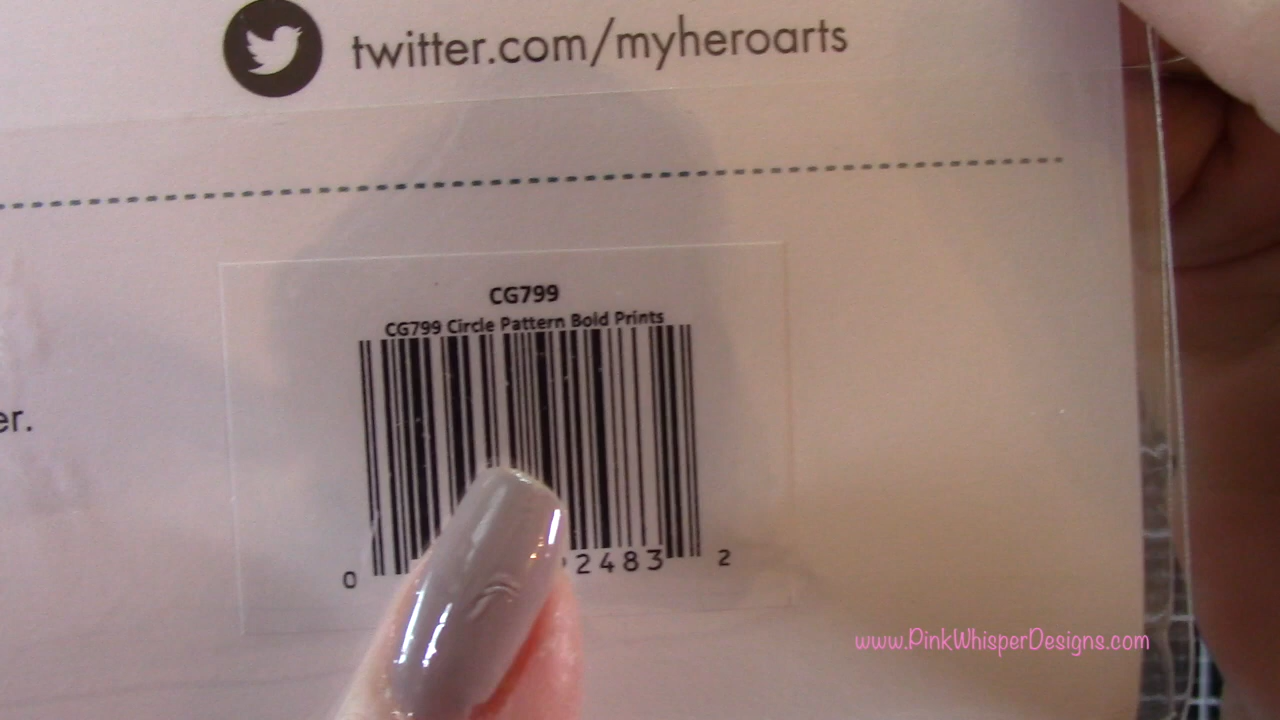 twitter.com/myheroarts
er.
CG799
CG799 Circle Pattern Bold Prints
0 2483 2
www.PinkWhisperDesigns.com